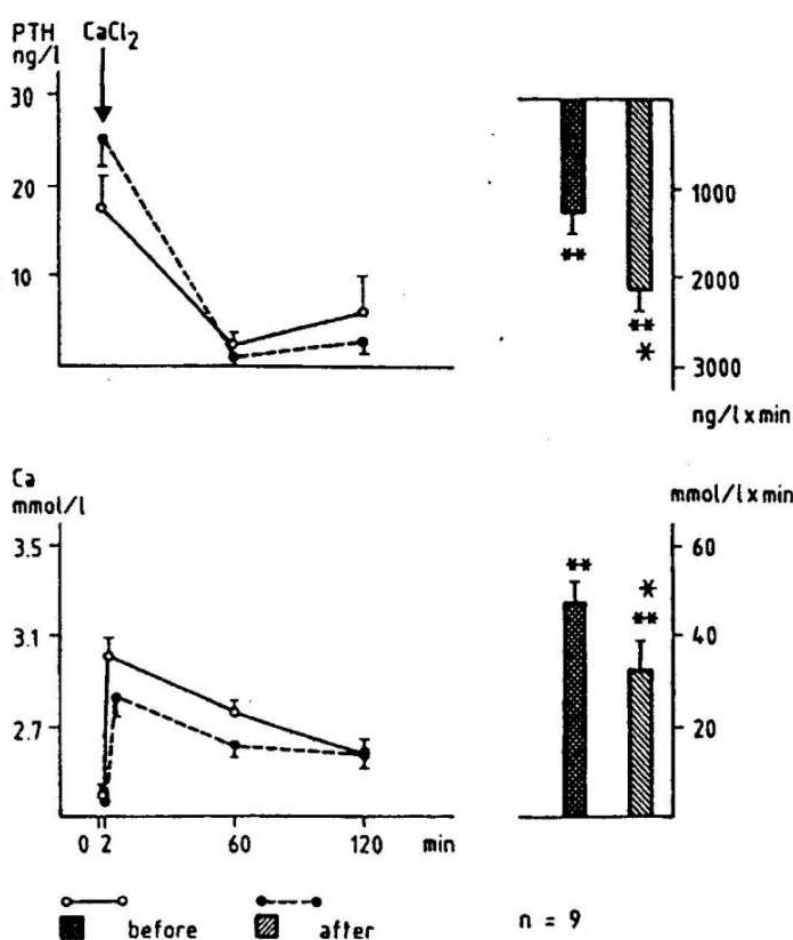 PTH
ng/l
CaCl2
30
20
10
1000
2000
3000
**
**
*
ng/l x min
Ca
mmol/l
3.5
3.1
2.7
0 2 60 120 min
mmol/l x min
60
40
20
**
*
**
before after n = 9